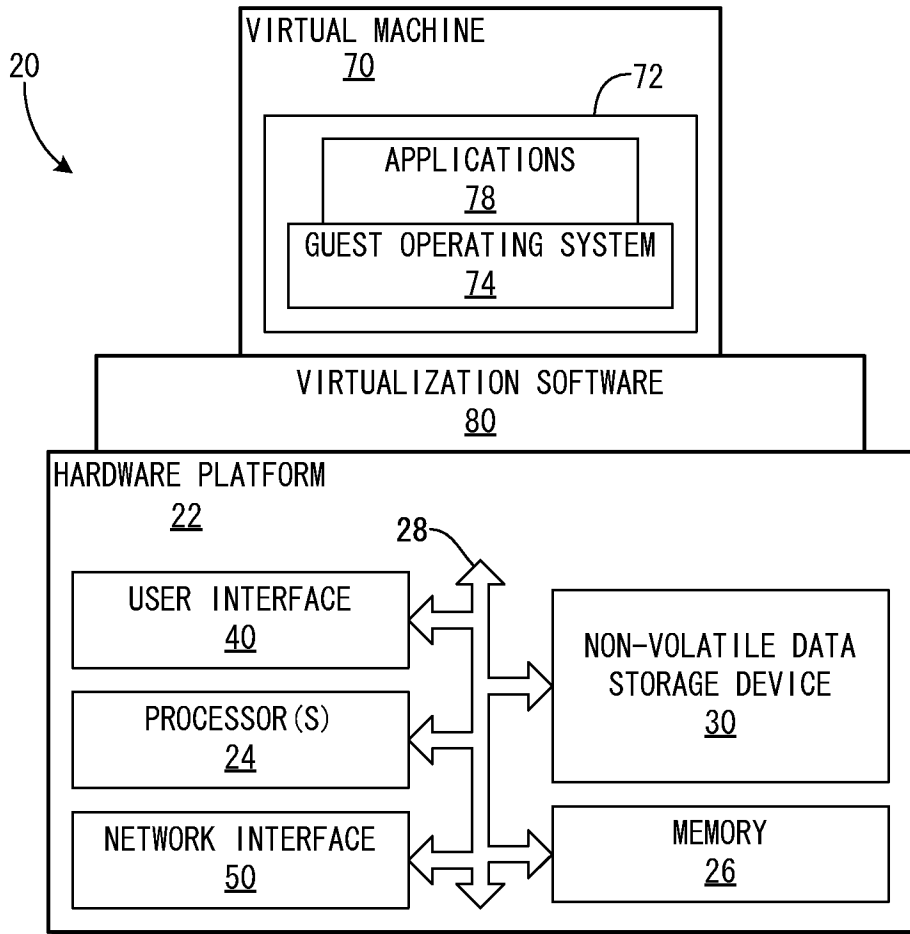 VIRTUAL MACHINE
70
20
72
APPLICATIONS
78
GUEST OPERATING SYSTEM
74
VIRTUALIZATION SOFTWARE
80
HARDWARE PLATFORM
22
28
USER INTERFACE
40
PROCESSOR(S)
24
NETWORK INTERFACE
50
NON-VOLATILE DATA
STORAGE DEVICE
30
MEMORY
26